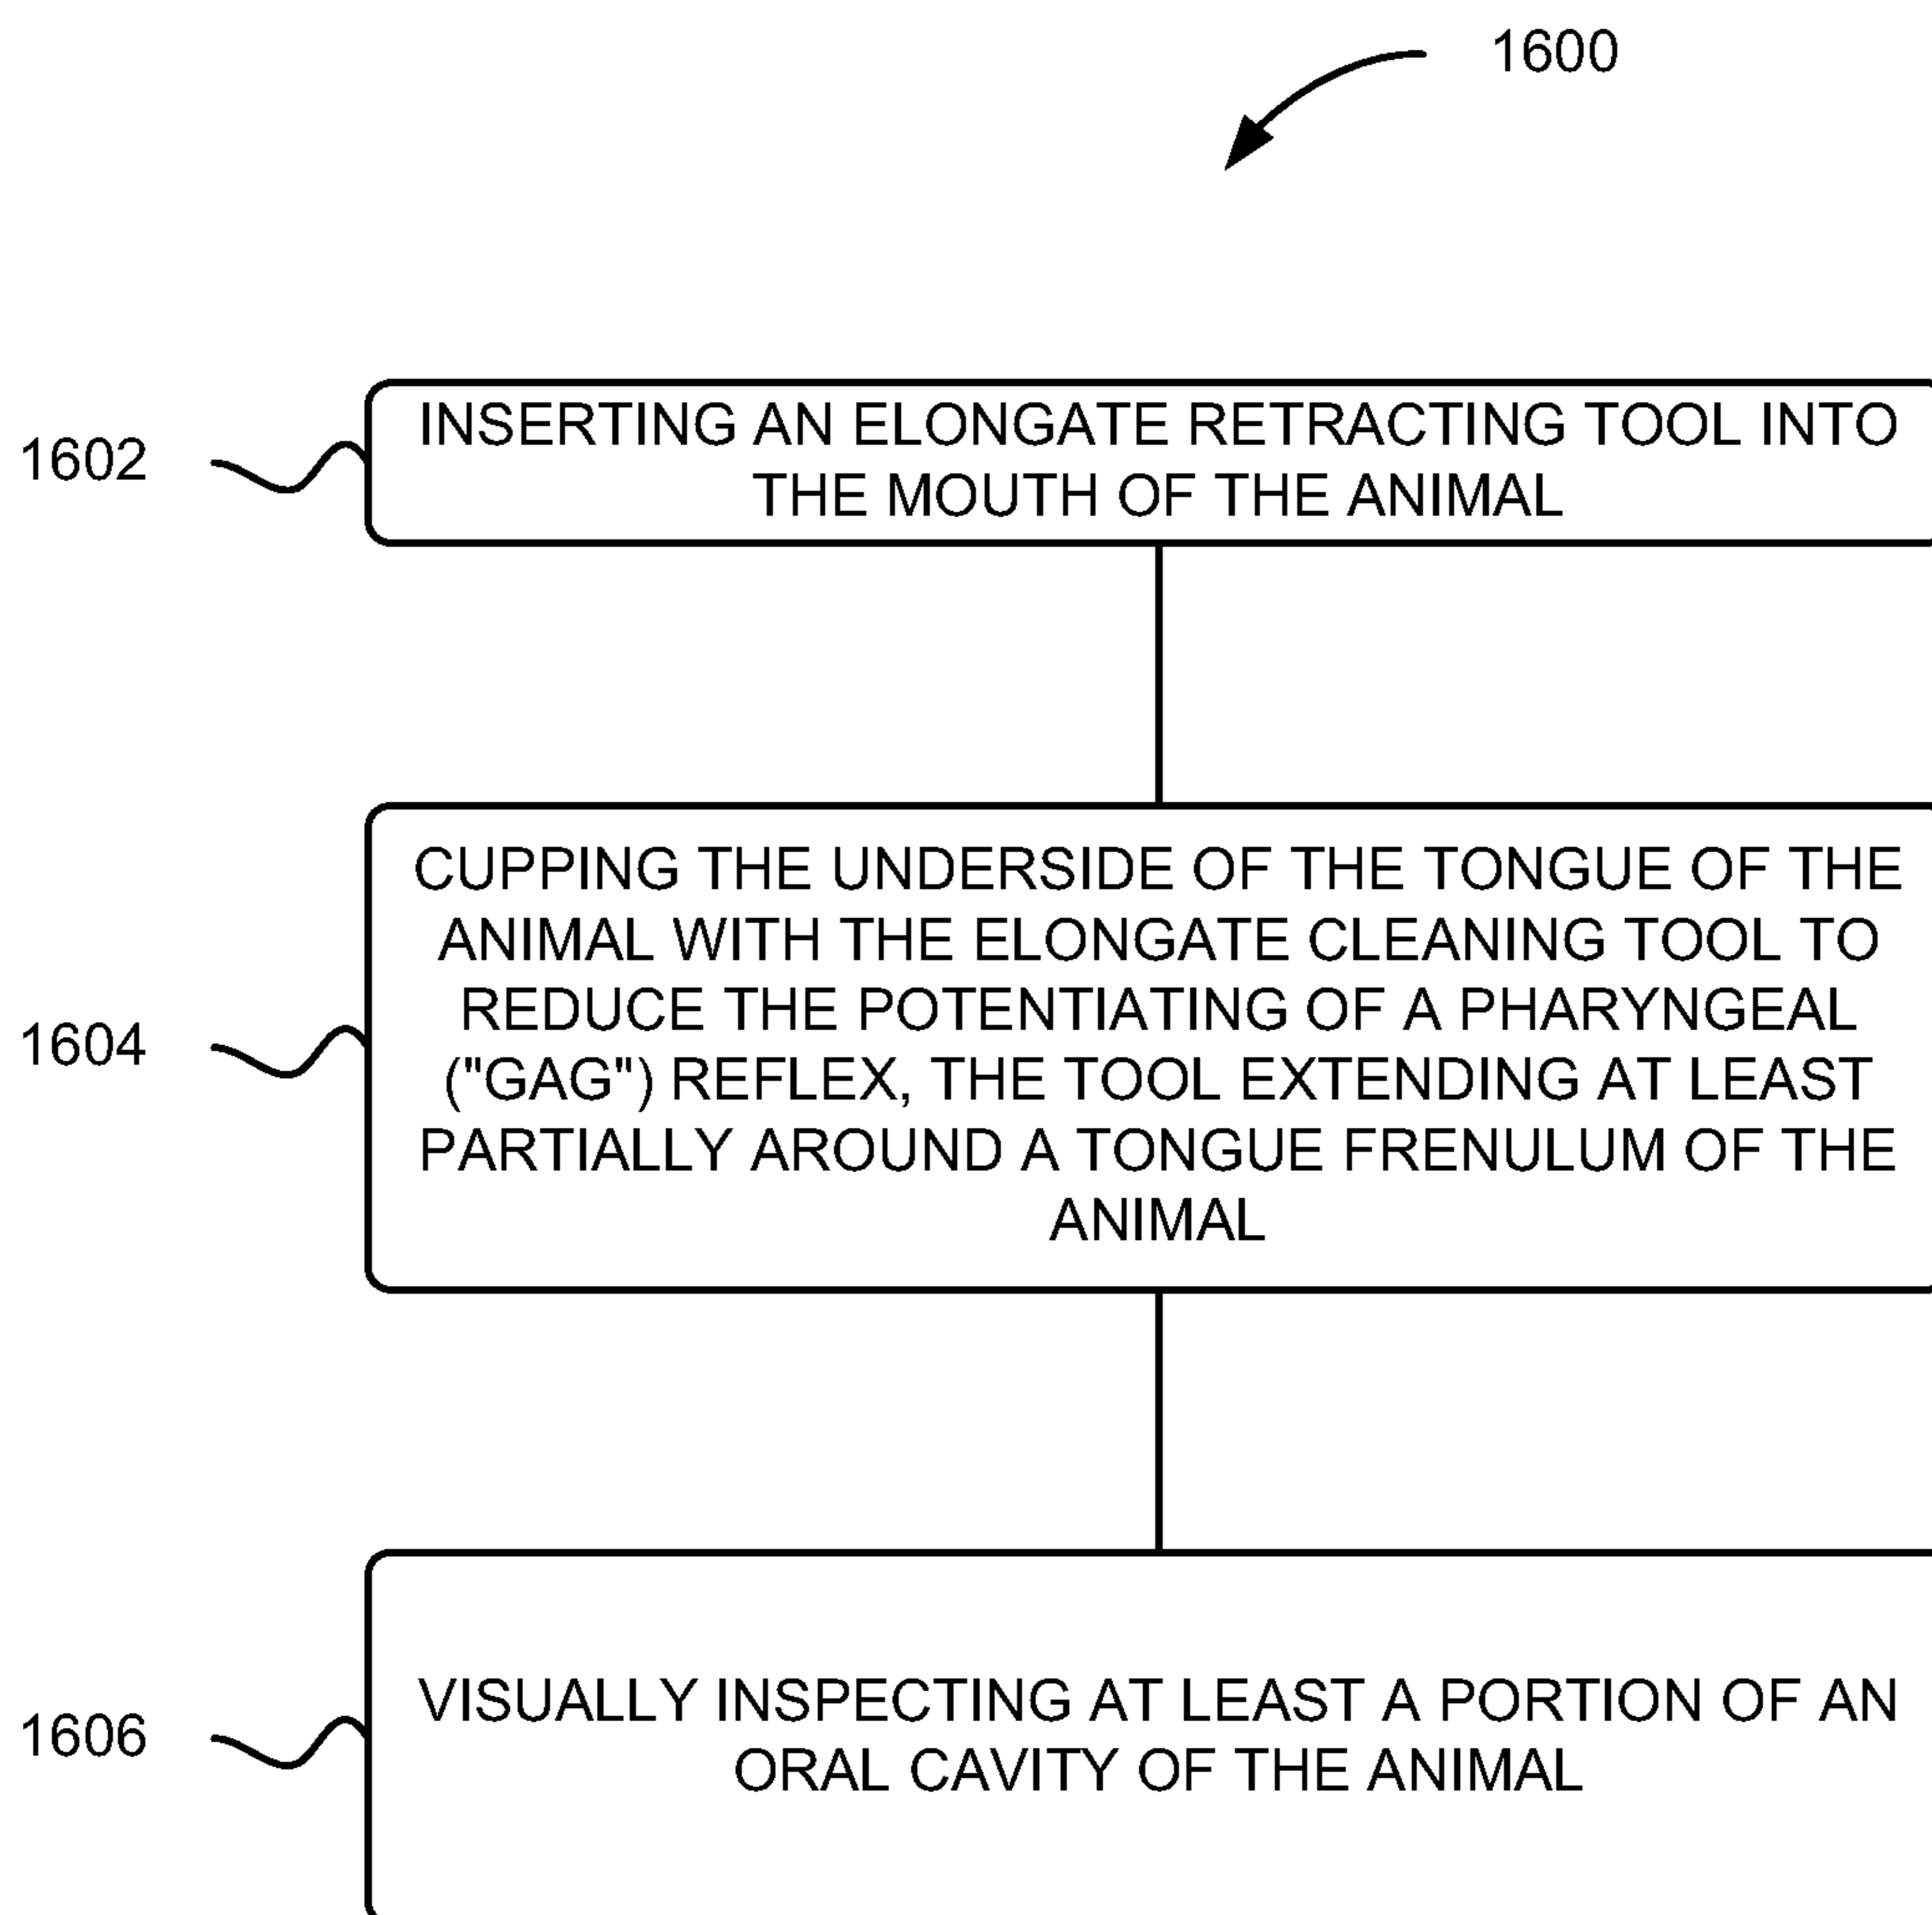 1600
1602
INSERTING AN ELONGATE RETRACTING TOOL INTO
THE MOUTH OF THE ANIMAL
1604
CUPPING THE UNDERSIDE OF THE TONGUE OF THE
ANIMAL WITH THE ELONGATE CLEANING TOOL TO
REDUCE THE POTENTIATING OF A PHARYNGEAL
("GAG") REFLEX, THE TOOL EXTENDING AT LEAST
PARTIALLY AROUND A TONGUE FRENULUM OF THE
ANIMAL
1606
VISUALLY INSPECTING AT LEAST A PORTION OF AN
ORAL CAVITY OF THE ANIMAL